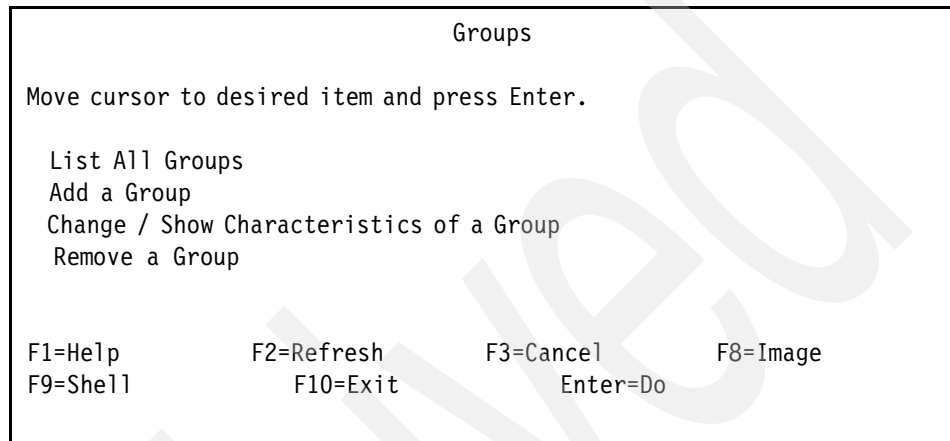 Groups
Move cursor to desired item and press Enter.
List All Groups
Add a Group
Change / Show Characteristics of a Group
Remove a Group
F1=Help F2=Refresh F3=Cancel F8=Image
F9=Shell F10=Exit Enter=Do